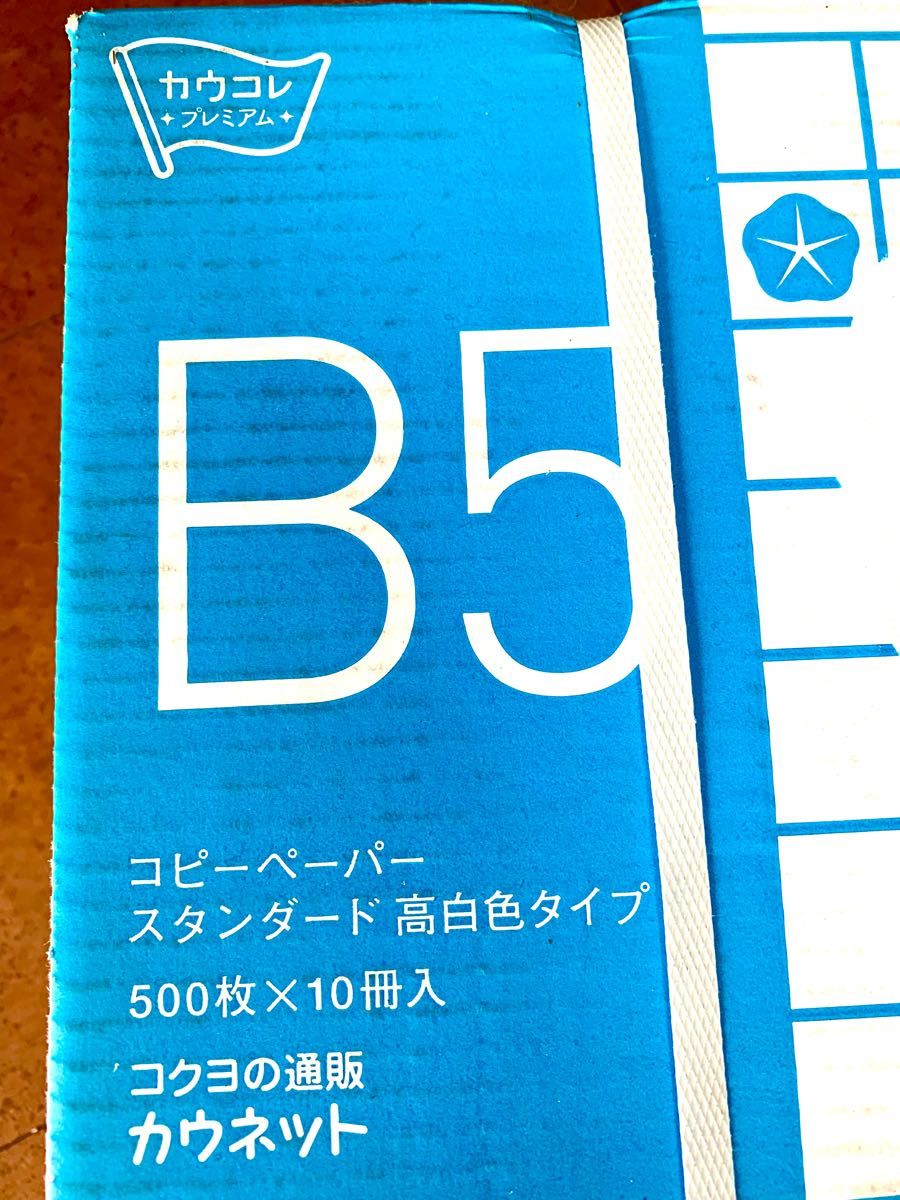 カウコレ
プレミアム
B5
コピーペーパー
スタンダード 高白色タイプ
500枚×10冊入
コクヨの通販
カウネット